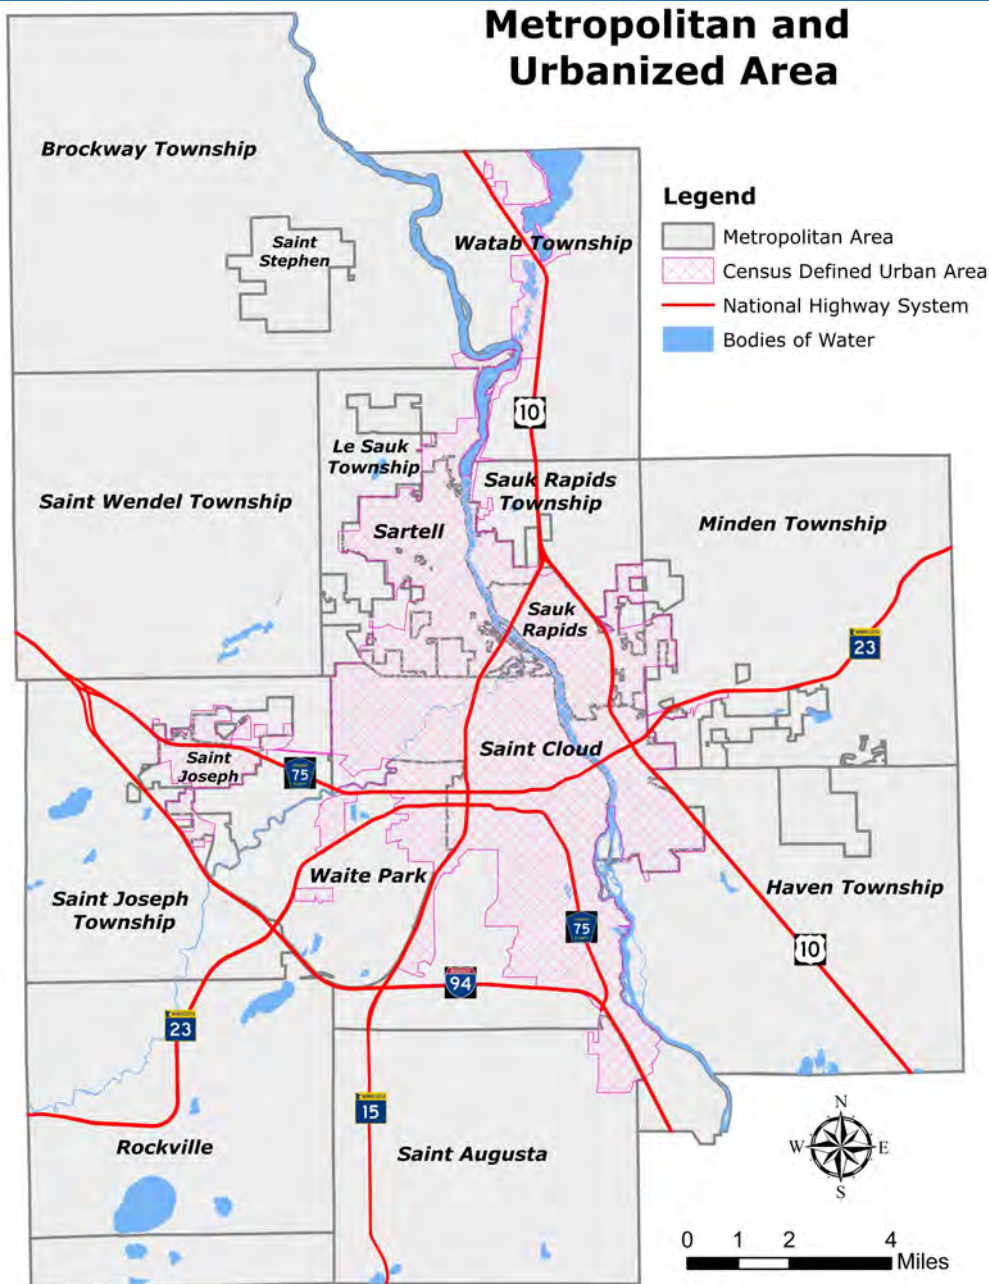 Metropolitan and
Urbanized Area
Brockway Township
Saint
Stephen
Watab Township
Legend
Metropolitan Area
Census Defined Urban Area
National Highway System
Bodies of Water
10
Le Sauk
Township
Saint Wendel Township
Sauk Rapids
Township
Minden Township
Sartell
Sauk
Rapids
23
Saint Cloud
Saint
Joseph
75
Waite Park
Saint Joseph
Township
Haven Township
75
10
94
23
15
Rockville
Saint Augusta
N
W
E
S
0
1
2
4
Miles